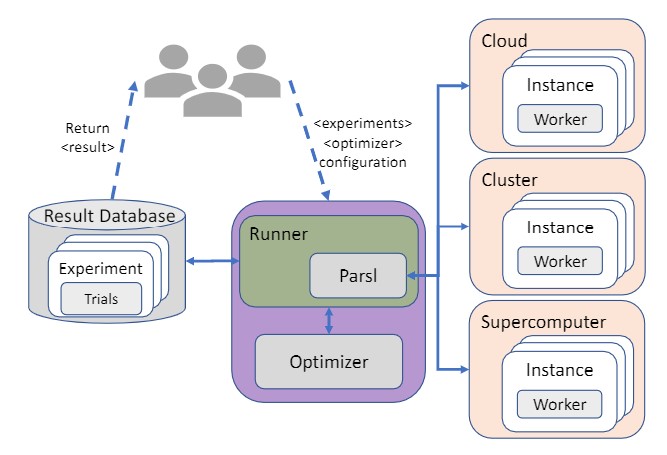 Return
<result>
<experiments>
<optimizer>
configuration
Result Database
Experiment
Trials
Runner
Parsl
Optimizer
Cloud
Instance
Worker
Cluster
Instance
Worker
Supercomputer
Instance
Worker